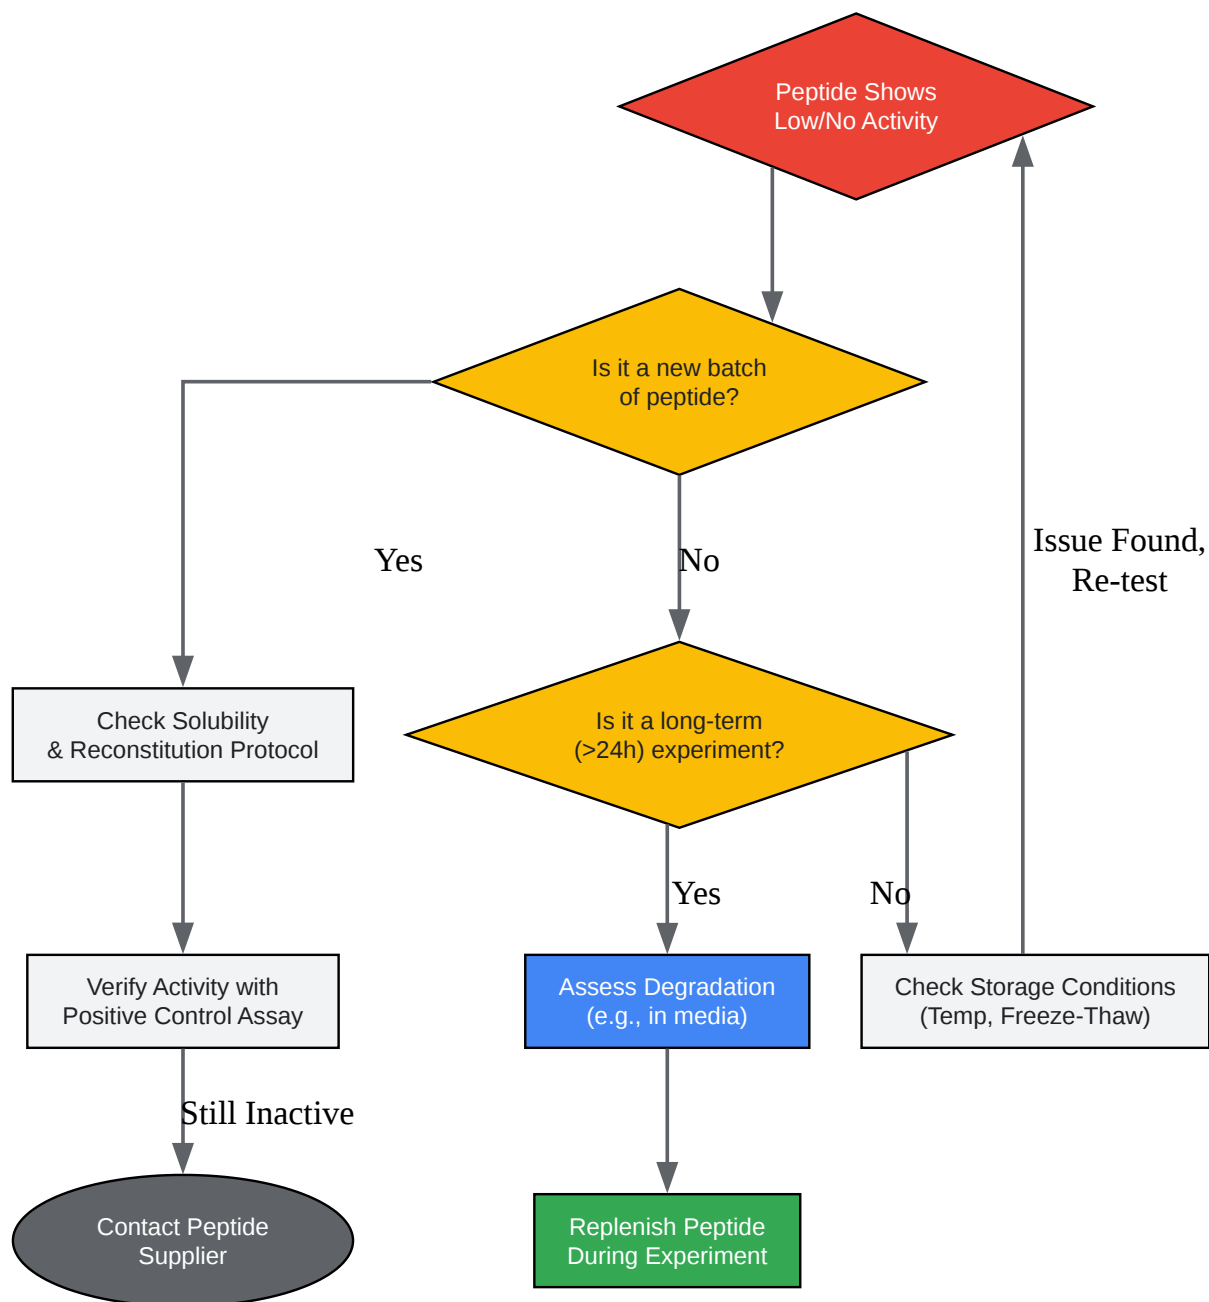 Peptide Shows
Low/No Activity
Is it a new batch
of peptide?
Issue Found,
Re-test
Yes
No
Check Solubility
& Reconstitution Protocol
Is it a long-term
(>24h) experiment?
Yes
No
Verify Activity with
Positive Control Assay
Assess Degradation
(e.g., in media)
Check Storage Conditions
(Temp, Freeze-Thaw)
Still Inactive
Contact Peptide
Supplier
Replenish Peptide
During Experiment